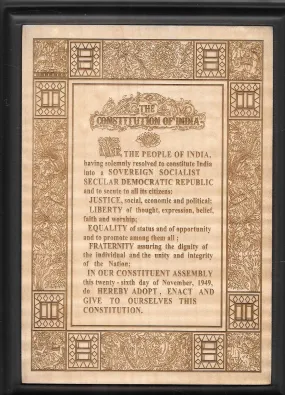 THE
CONSTITUTION OF INDIA
WE, THE PEOPLE OF INDIA,
having solemnly resolved to constitute India
into a SOVEREIGN SOCIALIST
SECULAR DEMOCRATIC REPUBLIC
and to secure to all its citizens:
JUSTICE, social, economic and political;
LIBERTY of thought, expression, belief,
faith and worship;
EQUALITY of status and of opportunity
and to promote among them all;
FRATERNITY assuring the dignity of
the individual and the unity and integrity
of the Nation;
IN OUR CONSTITUENT ASSEMBLY
this twenty-sixth day of November, 1949,
do HEREBY ADOPT, ENACT AND
GIVE TO OURSELVES THIS
CONSTITUTION.